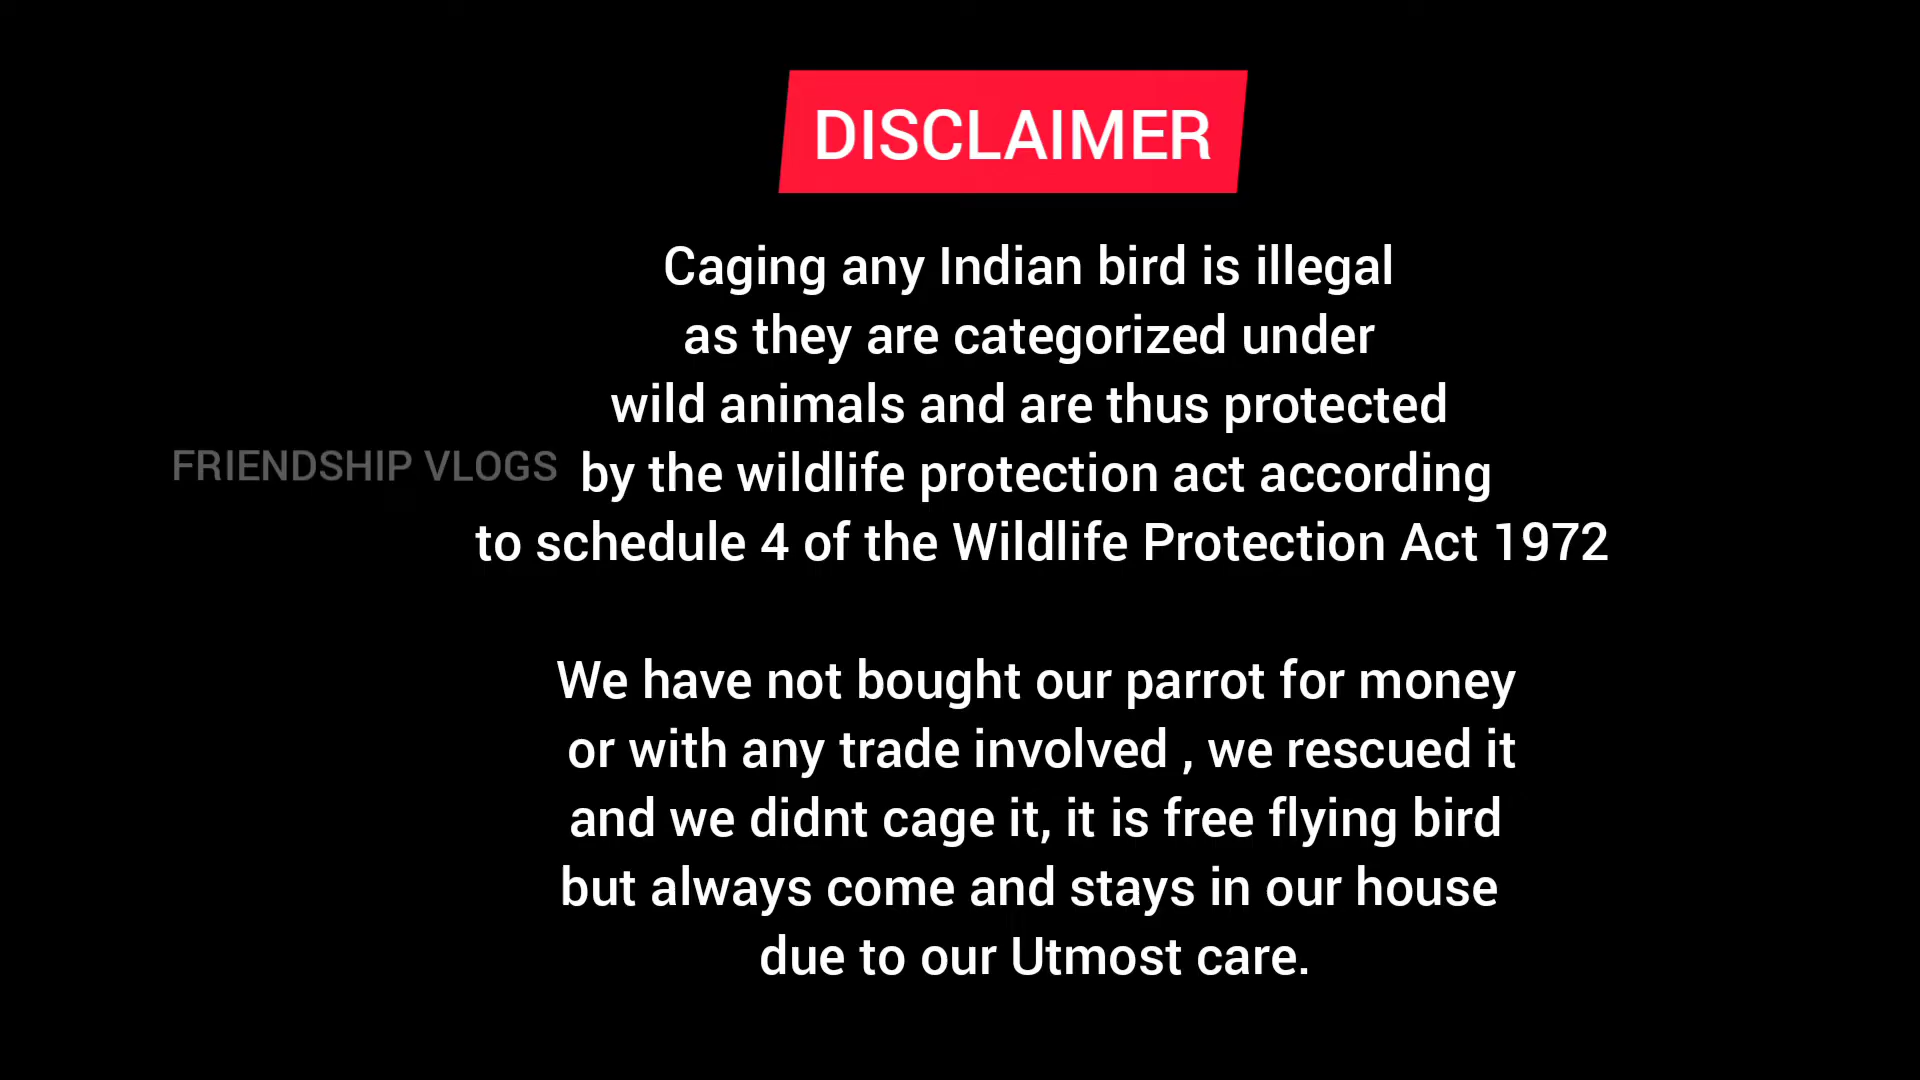 DISCLAIMER
Caging any Indian bird is illegal
as they are categorized under
wild animals and are thus protected
FRIENDSHIP VLOGS
by the wildlife protection act according
to schedule 4 of the Wildlife Protection Act 1972
We have not bought our parrot for money
or with any trade involved , we rescued it
and we didnt cage it, it is free flying bird
but always come and stays in our house
due to our Utmost care.